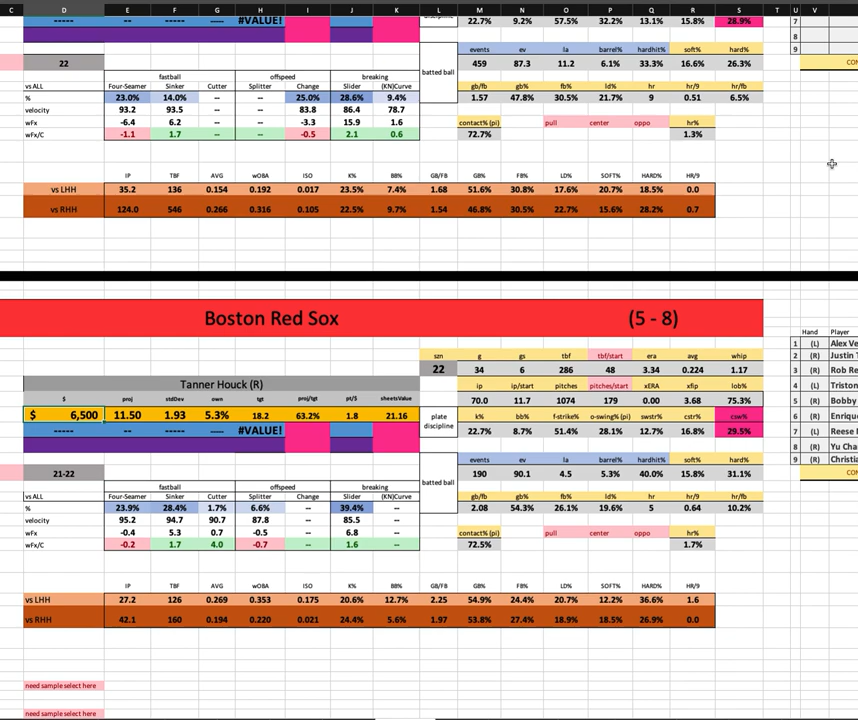 C D E F G H I J K L M N O P Q R S T U V
discipline 22.7% 9.2% 57.5% 32.2% 13.1% 15.8% 28.9% 7
----- -- ----- —— #VALUE!
8
events ev la barrel% hardhit% soft% hard% 9
22 459 87.3 11.2 6.1% 33.3% 16.6% 26.3% CON
fastball offspeed breaking batted ball
vs ALL Four-Seamer Sinker Cutter Splitter Change Slider (KN)Curve gb/fb gb% fb% ld% hr hr/9 hr/fb
% 23.0% 14.0% -- -- 25.0% 28.6% 9.4% 1.57 47.8% 30.5% 21.7% 9 0.51 6.5%
velocity 93.2 93.5 -- -- 83.8 86.4 78.7
wFx -6.4 6.2 -- -- -3.3 15.9 1.6 contact% (pi) pull center oppo hr%
wFx/C -1.1 1.7 -- -- -0.5 2.1 0.6 72.7% 1.3%
IP TBF AVG wOBA ISO K% BB% GB/FB GB% FB% LD% SOFT% HARD% HR/9
vs LHH 35.2 136 0.154 0.192 0.017 23.5% 7.4% 1.68 51.6% 30.8% 17.6% 20.7% 18.5% 0.0
vs RHH 124.0 546 0.266 0.316 0.105 22.5% 9.7% 1.54 46.8% 30.5% 22.7% 15.6% 28.2% 0.7
Boston Red Sox (5 - 8)
Hand Player
1 (L) Alex Ve
szn g gs tbf tbf/start era avg whip 2 (R) Justin T
22 34 6 286 48 3.34 0.224 1.17 3 (R) Rob Re
Tanner Houck (R) ip ip/start pitches pitches/start xERA xfip lob% 4 (L) Triston
$ proj stdDev own tgt proj/tgt pt/$ sheetsValue 70.0 11.7 1074 179 0.00 3.68 75.3% 5 (R) Bobby
$ 6,500 11.50 1.93 5.3% 18.2 63.2% 1.8 21.16 plate discipline k% bb% f-strike% o-swing% (pi) swstr% cstr% csw% 6 (R) Enriqu
----- -- ----- —— #VALUE! 22.7% 8.7% 51.4% 28.1% 12.7% 16.8% 29.5% 7 (L) Reese
8 (R) Yu Cha
events ev la barrel% hardhit% soft% hard% 9 (R) Christia
21-22 190 90.1 4.5 5.3% 40.0% 15.8% 31.1% CON
fastball offspeed breaking batted ball
vs ALL Four-Seamer Sinker Cutter Splitter Change Slider (KN)Curve gb/fb gb% fb% ld% hr hr/9 hr/fb
% 23.9% 28.4% 1.7% 6.6% -- 39.4% -- 2.08 54.3% 26.1% 19.6% 5 0.64 10.2%
velocity 95.2 94.7 90.7 87.8 -- 85.5 --
wFx -0.4 5.3 0.7 -0.5 -- 6.8 -- contact% (pi) pull center oppo hr%
wFx/C -0.2 1.7 4.0 -0.7 -- 1.6 -- 72.5% 1.7%
IP TBF AVG wOBA ISO K% BB% GB/FB GB% FB% LD% SOFT% HARD% HR/9
vs LHH 27.2 126 0.269 0.353 0.175 20.6% 12.7% 2.25 54.9% 24.4% 20.7% 12.2% 36.6% 1.6
vs RHH 42.1 160 0.194 0.220 0.021 24.4% 5.6% 1.97 53.8% 27.4% 18.9% 18.5% 26.9% 0.0
need sample select here
need sample select here